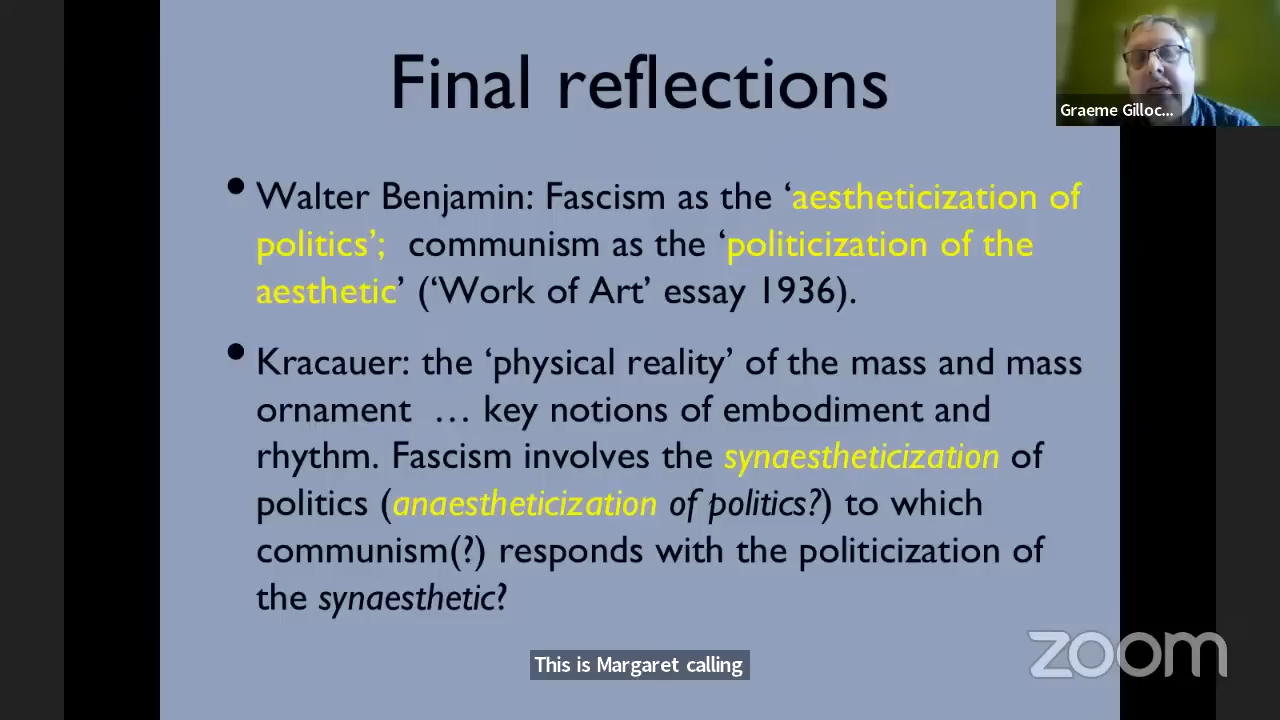 Final reflections
Graeme Gilloc...
• Walter Benjamin: Fascism as the ‘aestheticization of
politics’; communism as the ‘politicization of the
aesthetic’ (‘Work of Art’ essay 1936).
• Kracauer: the ‘physical reality’ of the mass and mass
ornament … key notions of embodiment and
rhythm. Fascism involves the synaestheticization of
politics (anaestheticization of politics?) to which
communism(?) responds with the politicization of
the synaesthetic?
This is Margaret calling
zoom